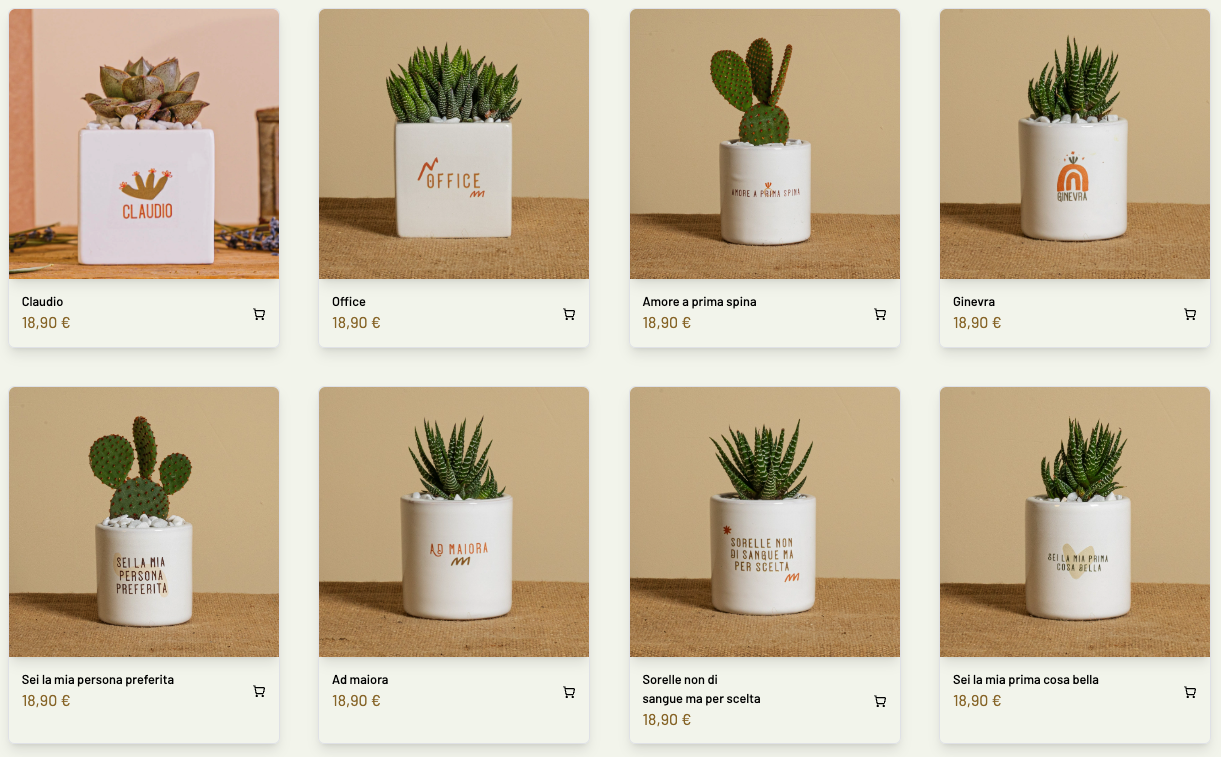 CLAUDIO
OFFICE
AMORE A PRIMA SPINA
GINEVRA
Claudio
18,90 €
Office
18,90 €
Amore a prima spina
18,90 €
Ginevra
18,90 €
SEI LA MIA
PERSONA
PREFERITA
AD MAIORA
SORELLE NON
DI SANGUE MA
PER SCELTA
SEI LA MIA PRIMA
COSA BELLA
Sei la mia persona preferita
18,90 €
Ad maiora
18,90 €
Sorelle non di
sangue ma per scelta
18,90 €
Sei la mia prima cosa bella
18,90 €